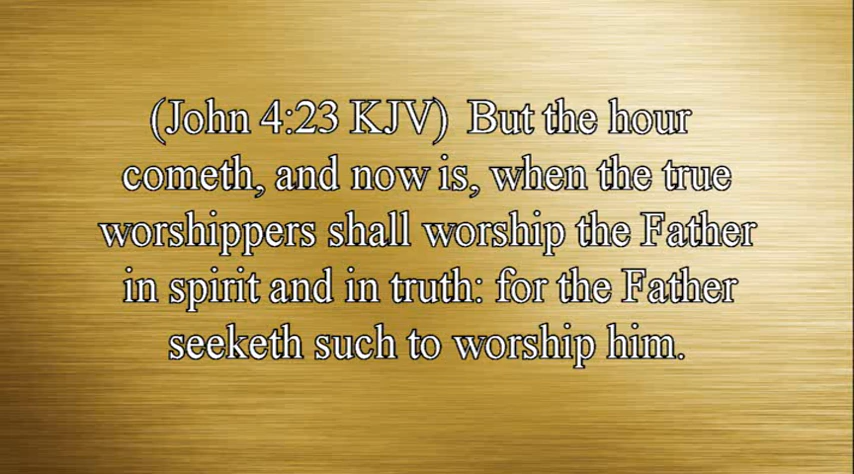 (John 4:23 KJV)  But the hour
cometh, and now is, when the true
worshippers shall worship the Father
in spirit and in truth: for the Father
seeketh such to worship him.